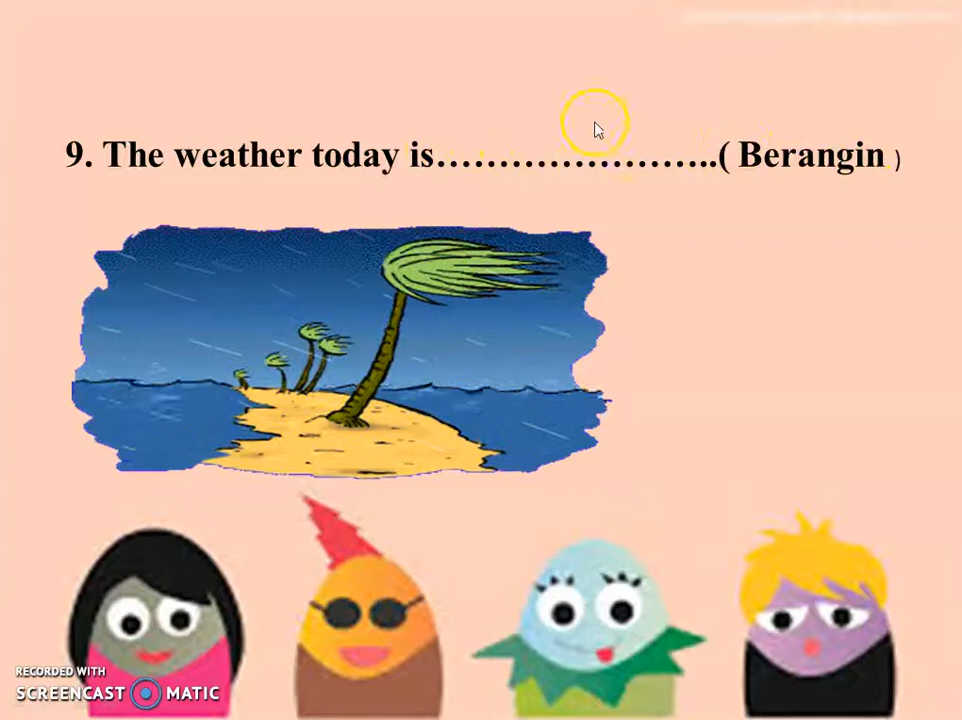 9. The weather today is……………………..( Berangin )
RECORDED WITH
SCREENCAST MATIC